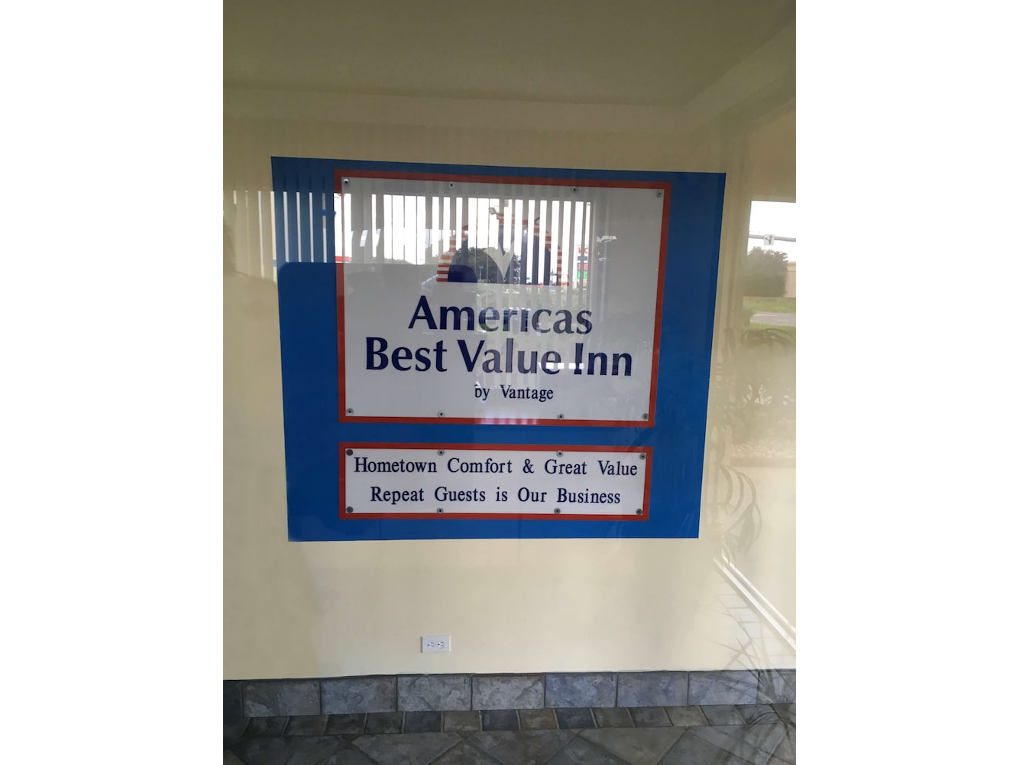 Americas
Best Value Inn
by Vantage
Hometown Comfort & Great Value
Repeat Guests is Our Business